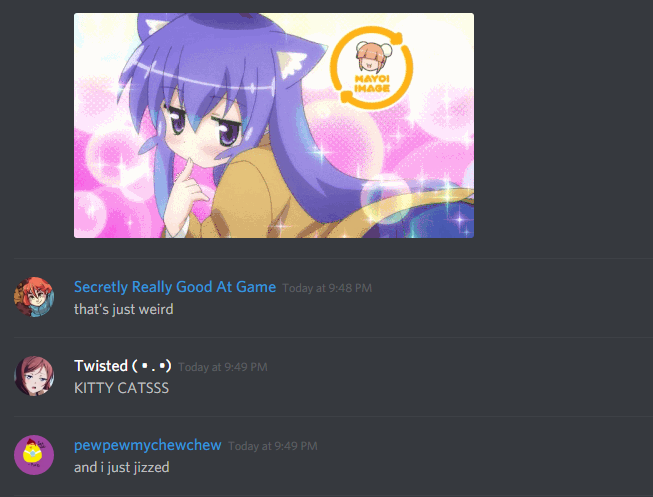 MAYOI
IMAGE
Secretly Really Good At Game Today at 9:48 PM
that's just weird
Twisted ( • . •) Today at 9:49 PM
KITTY CATSSS
pewpewmychewchew Today at 9:49 PM
and i just jizzed